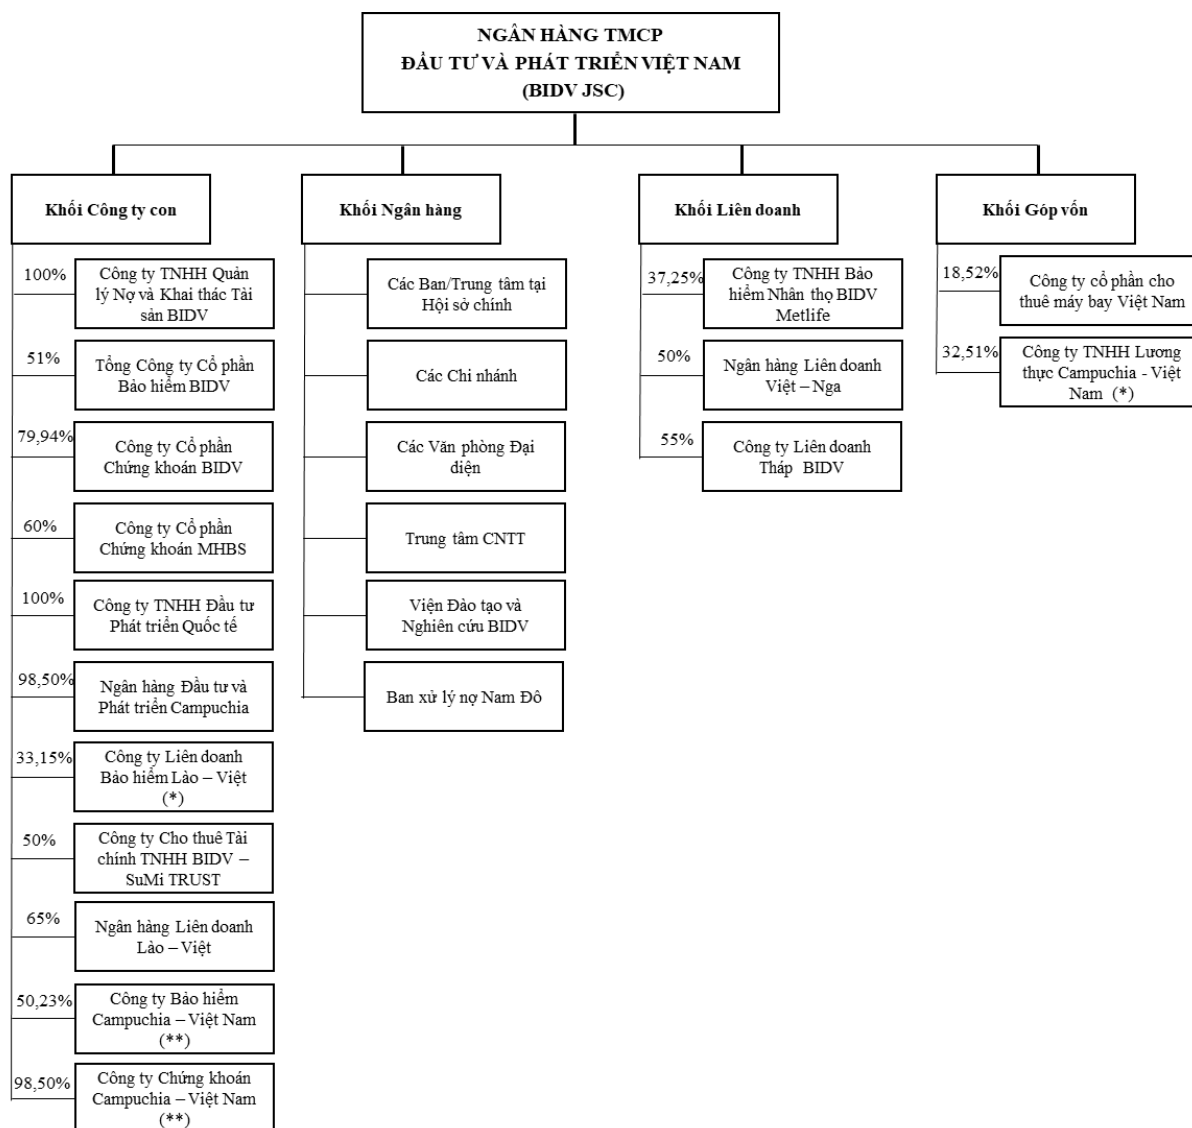 NGÂN HÀNG TMCP
ĐẦU TƯ VÀ PHÁT TRIỂN VIỆT NAM
(BIDV JSC)
Khối Công ty con
100%
Công ty TNHH Quản
lý Nợ và Khai thác Tài
sản BIDV
51%
Tổng Công ty Cổ phần
Bảo hiểm BIDV
79,94%
Công ty Cổ phần
Chứng khoán BIDV
60%
Công ty Cổ phần
Chứng khoán MHBS
100%
Công ty TNHH Đầu tư
Phát triển Quốc tế
98,50%
Ngân hàng Đầu tư và
Phát triển Campuchia
33,15%
Công ty Liên doanh
Bảo hiểm Lào – Việt
(*)
50%
Công ty Cho thuê Tài
chính TNHH BIDV –
SuMi TRUST
65%
Ngân hàng Liên doanh
Lào – Việt
50,23%
Công ty Bảo hiểm
Campuchia – Việt Nam
(**)
98,50%
Công ty Chứng khoán
Campuchia – Việt Nam
(**)
Khối Ngân hàng
Các Ban/Trung tâm tại
Hội sở chính
Các Chi nhánh
Các Văn phòng Đại
diện
Trung tâm CNTT
Viện Đào tạo và
Nghiên cứu BIDV
Ban xử lý nợ Nam Đô
Khối Liên doanh
37,25%
Công ty TNHH Bảo
hiểm Nhân thọ BIDV
Metlife
50%
Ngân hàng Liên doanh
Việt – Nga
55%
Công ty Liên doanh
Tháp BIDV
Khối Góp vốn
18,52%
Công ty cổ phần cho
thuê máy bay Việt Nam
32,51%
Công ty TNHH Lương
thực Campuchia - Việt
Nam (*)